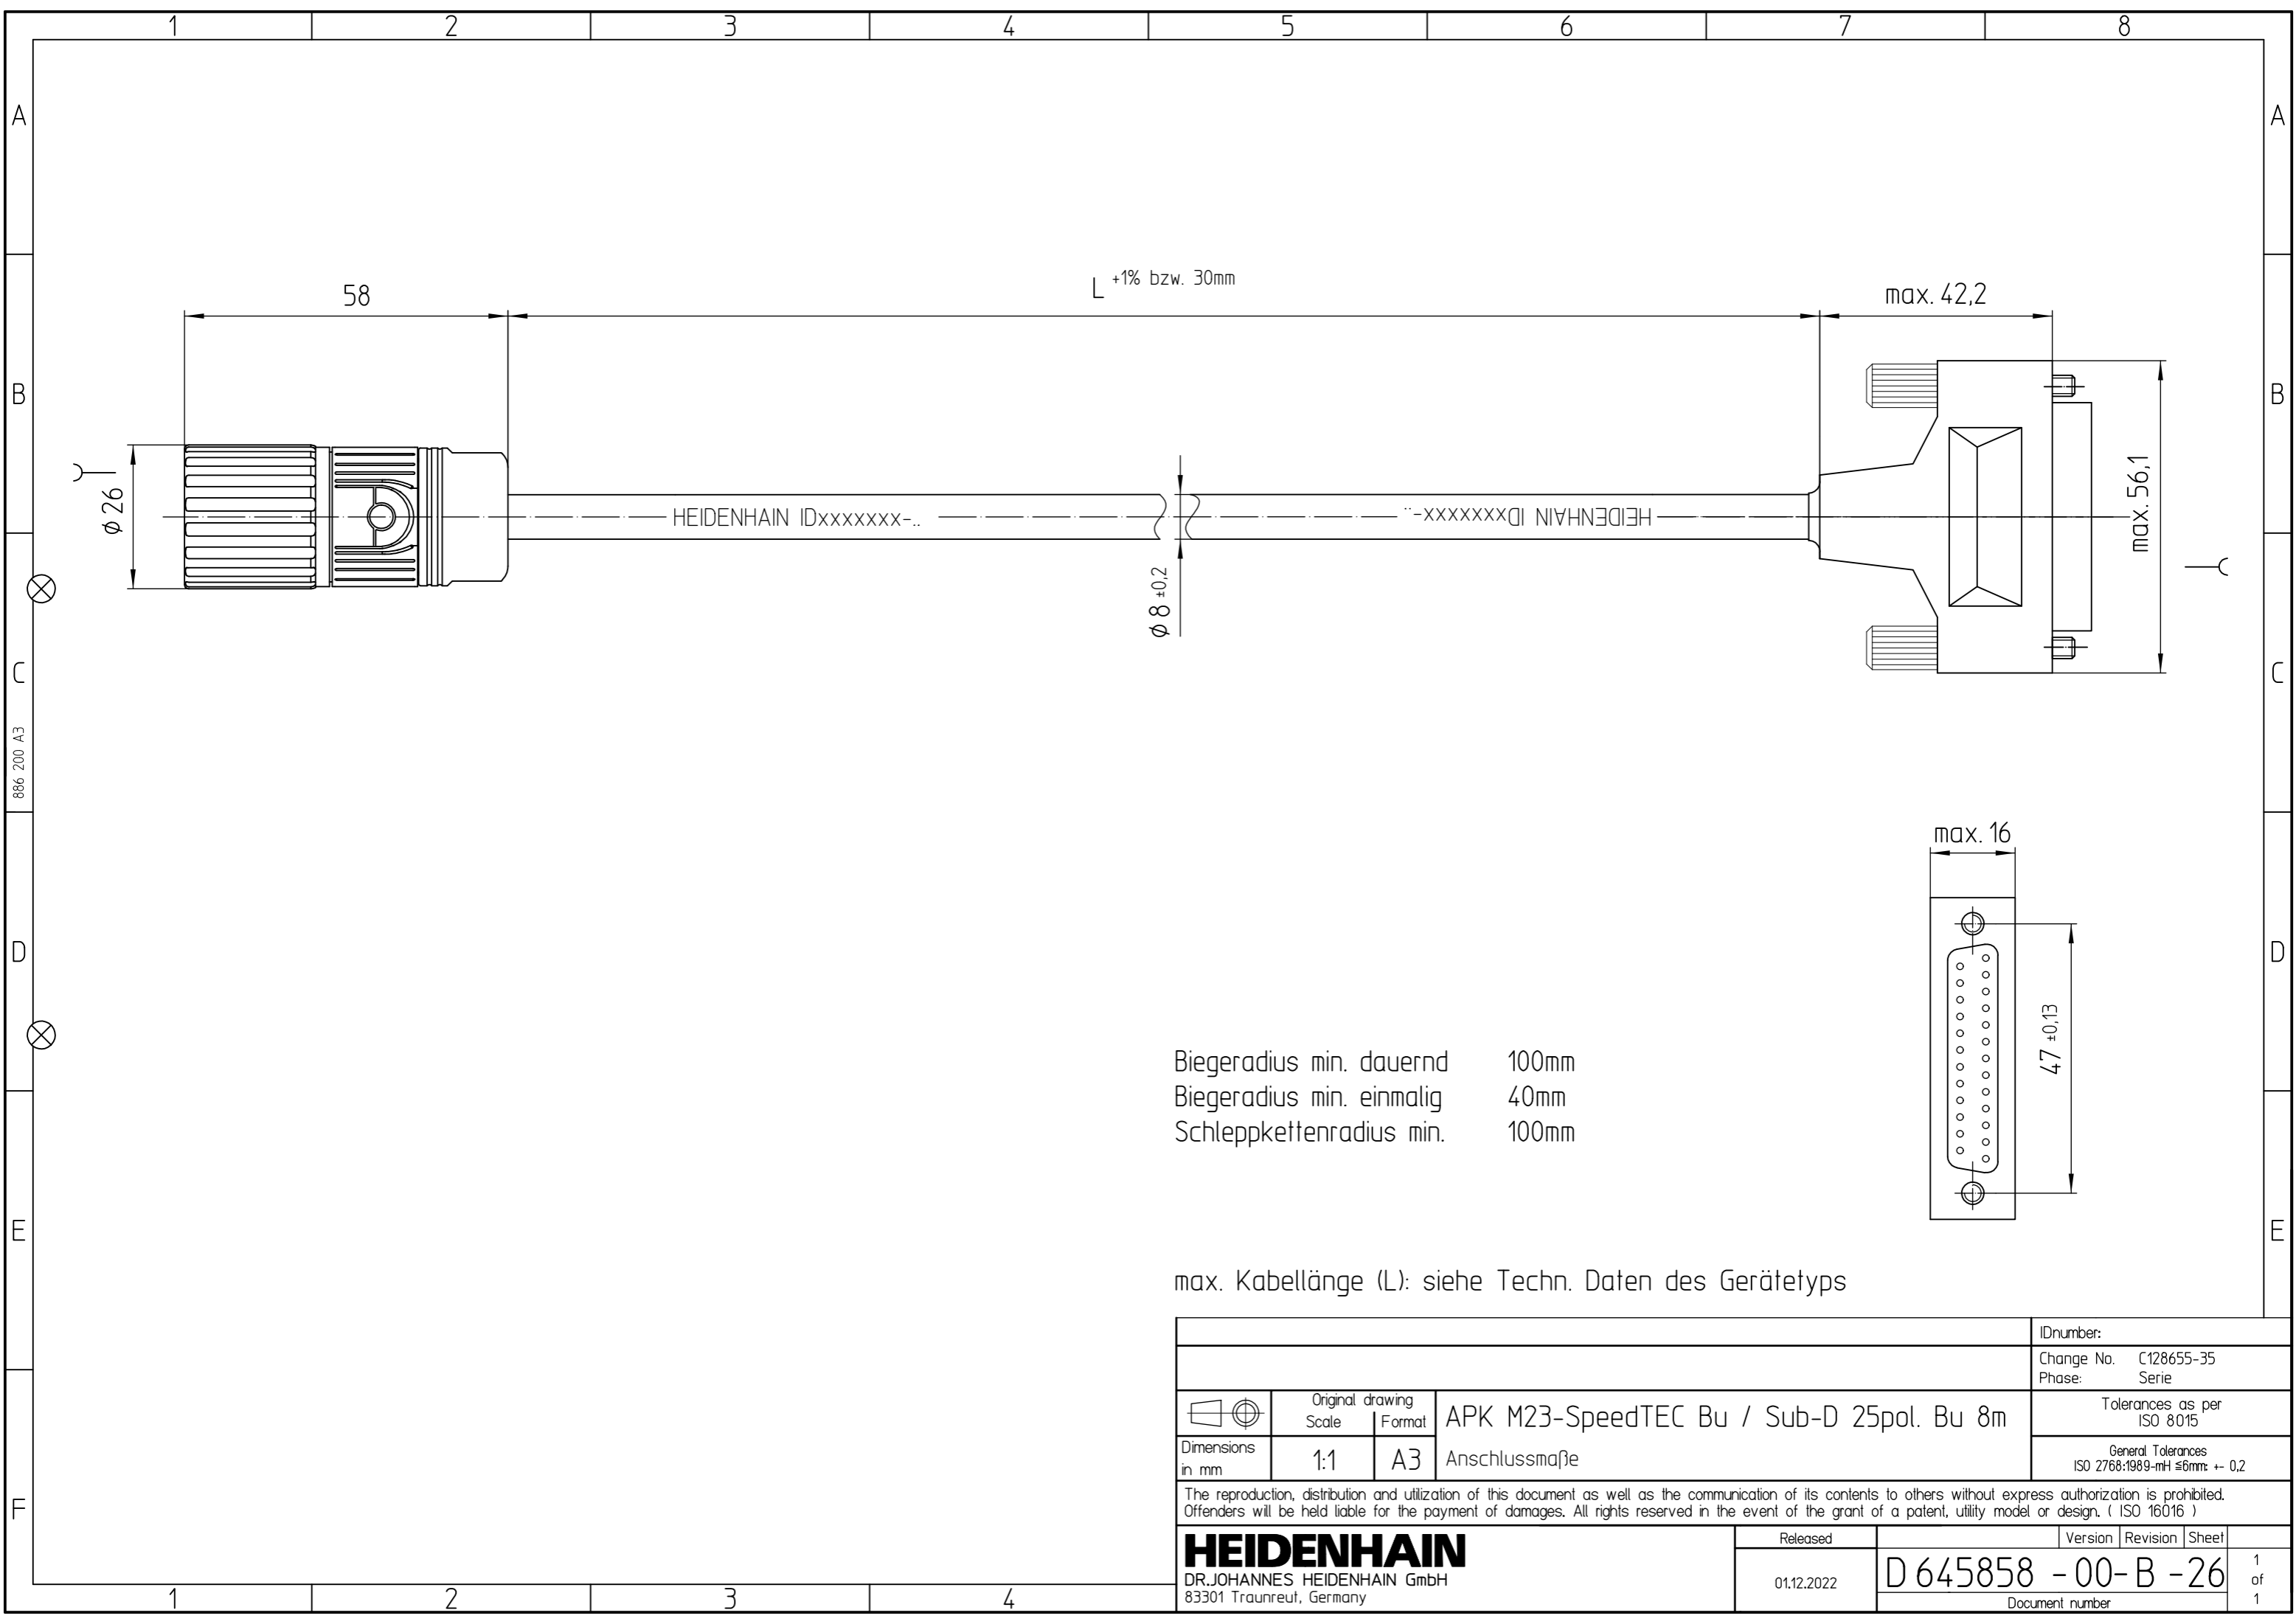 1 2 3 4 5 6 7 8
A A
58
L +1% bzw. 30mm
max. 42,2
B B
ϕ 26
HEIDENHAIN IDxxxxxxx-..
HEIDENHAIN IDxxxxxxx-..
max. 56,1
ϕ 8 ±0,2
C C
886 200 A3
max. 16
D D
47 ±0,13
Biegeradius min. dauernd 100mm
Biegeradius min. einmalig 40mm
Schleppkettenradius min. 100mm
E E
max. Kabellänge (L): siehe Techn. Daten des Gerätetyps
IDnumber:
Change No. C128655-35
Phase: Serie
Original drawing
Scale Format
APK M23-SpeedTEC Bu / Sub-D 25pol. Bu 8m
Tolerances as per
ISO 8015
Dimensions
in mm
1:1 A3
Anschlussmaße
General Tolerances
ISO 2768:1989-mH ≤6mm: +- 0,2
F
The reproduction, distribution and utilization of this document as well as the communication of its contents to others without express authorization is prohibited.
Offenders will be held liable for the payment of damages. All rights reserved in the event of the grant of a patent, utility model or design. ( ISO 16016 )
HEIDENHAIN
DR.JOHANNES HEIDENHAIN GmbH
83301 Traunreut, Germany
Released
01.12.2022
Version Revision Sheet
D 645858 - 00 - B - 26
Document number
1
of
1
1 2 3 4